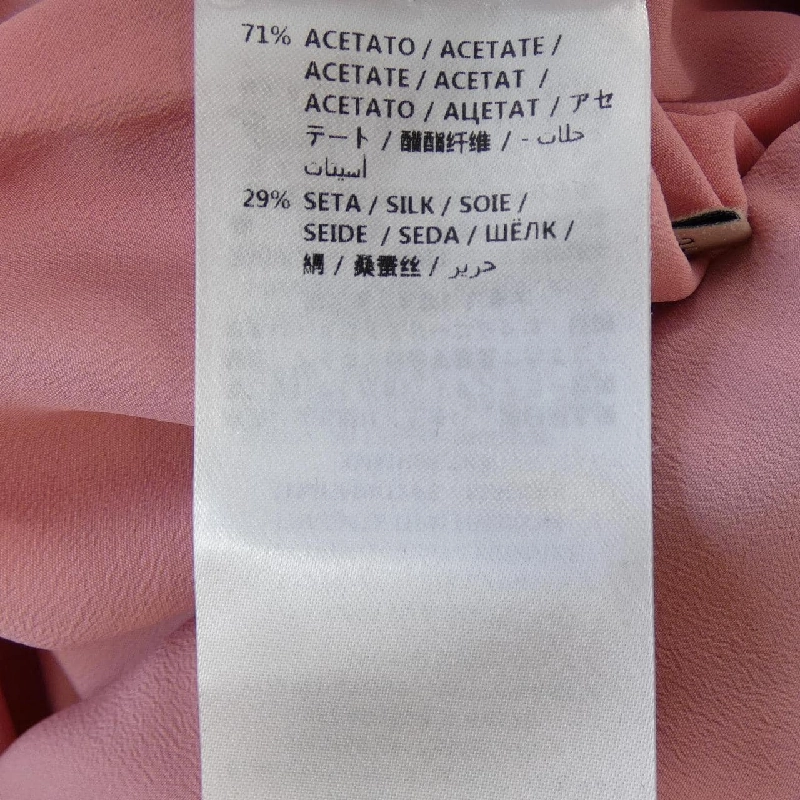 71% ACETATO / ACETATE /
ACETATE / ACETAT /
ACETATO / АЦЕТАТ / アセ
テート / 醋酯纤维 / - خلات
أسيتات
29% SETA / SILK / SOIE /
SEIDE / SEDA / ШЁЛК /
絹 / 桑蚕丝 / حرير